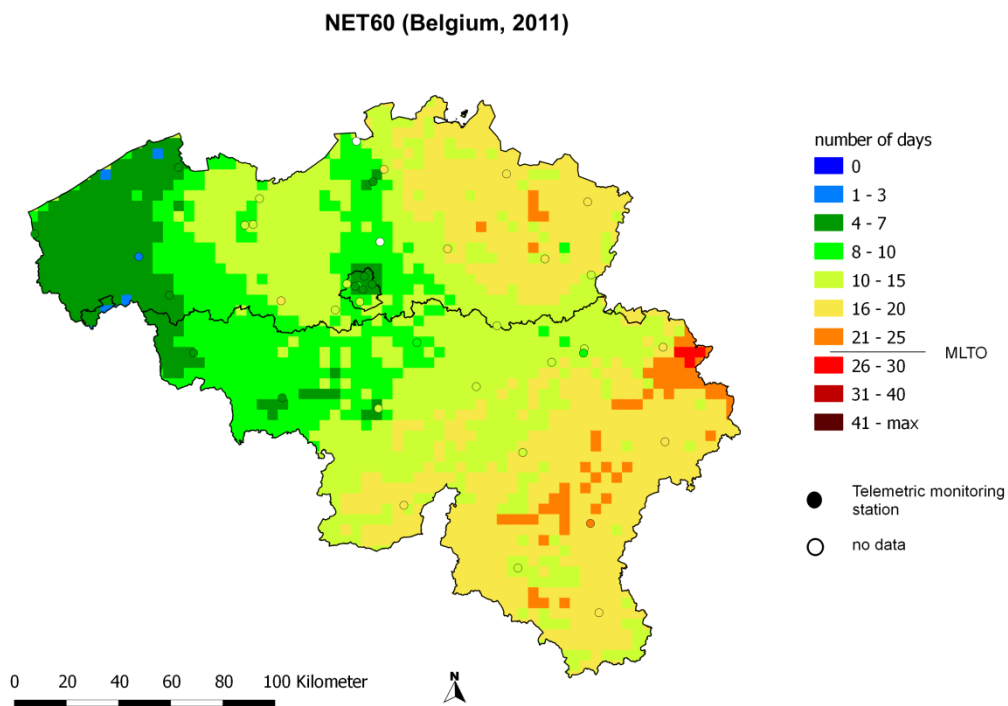 NET60 (Belgium, 2011)
number of days
0
1 - 3
4 - 7
8 - 10
10 - 15
16 - 20
21 - 25
MLTO
26 - 30
31 - 40
41 - max
Telemetric monitoring
station
no data
0 20 40 60 80 100 Kilometer
N